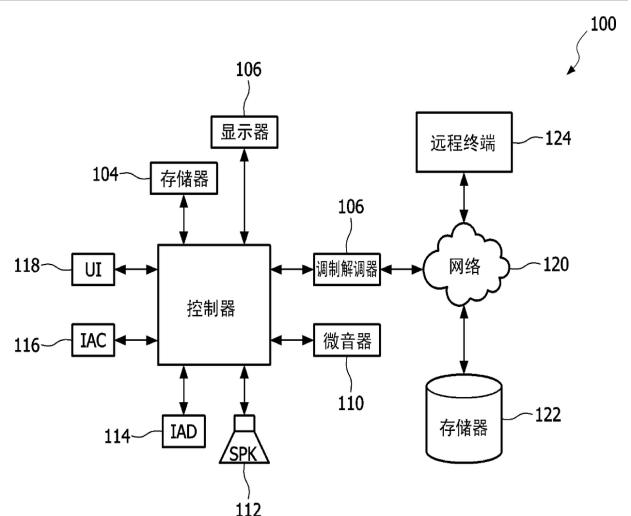 100
106
显示器
远程终端
124
104
存储器
106
118
UI
调制解调器
网络
120
控制器
116
IAC
微音器
110
114
IAD
SPK
112
存储器
122